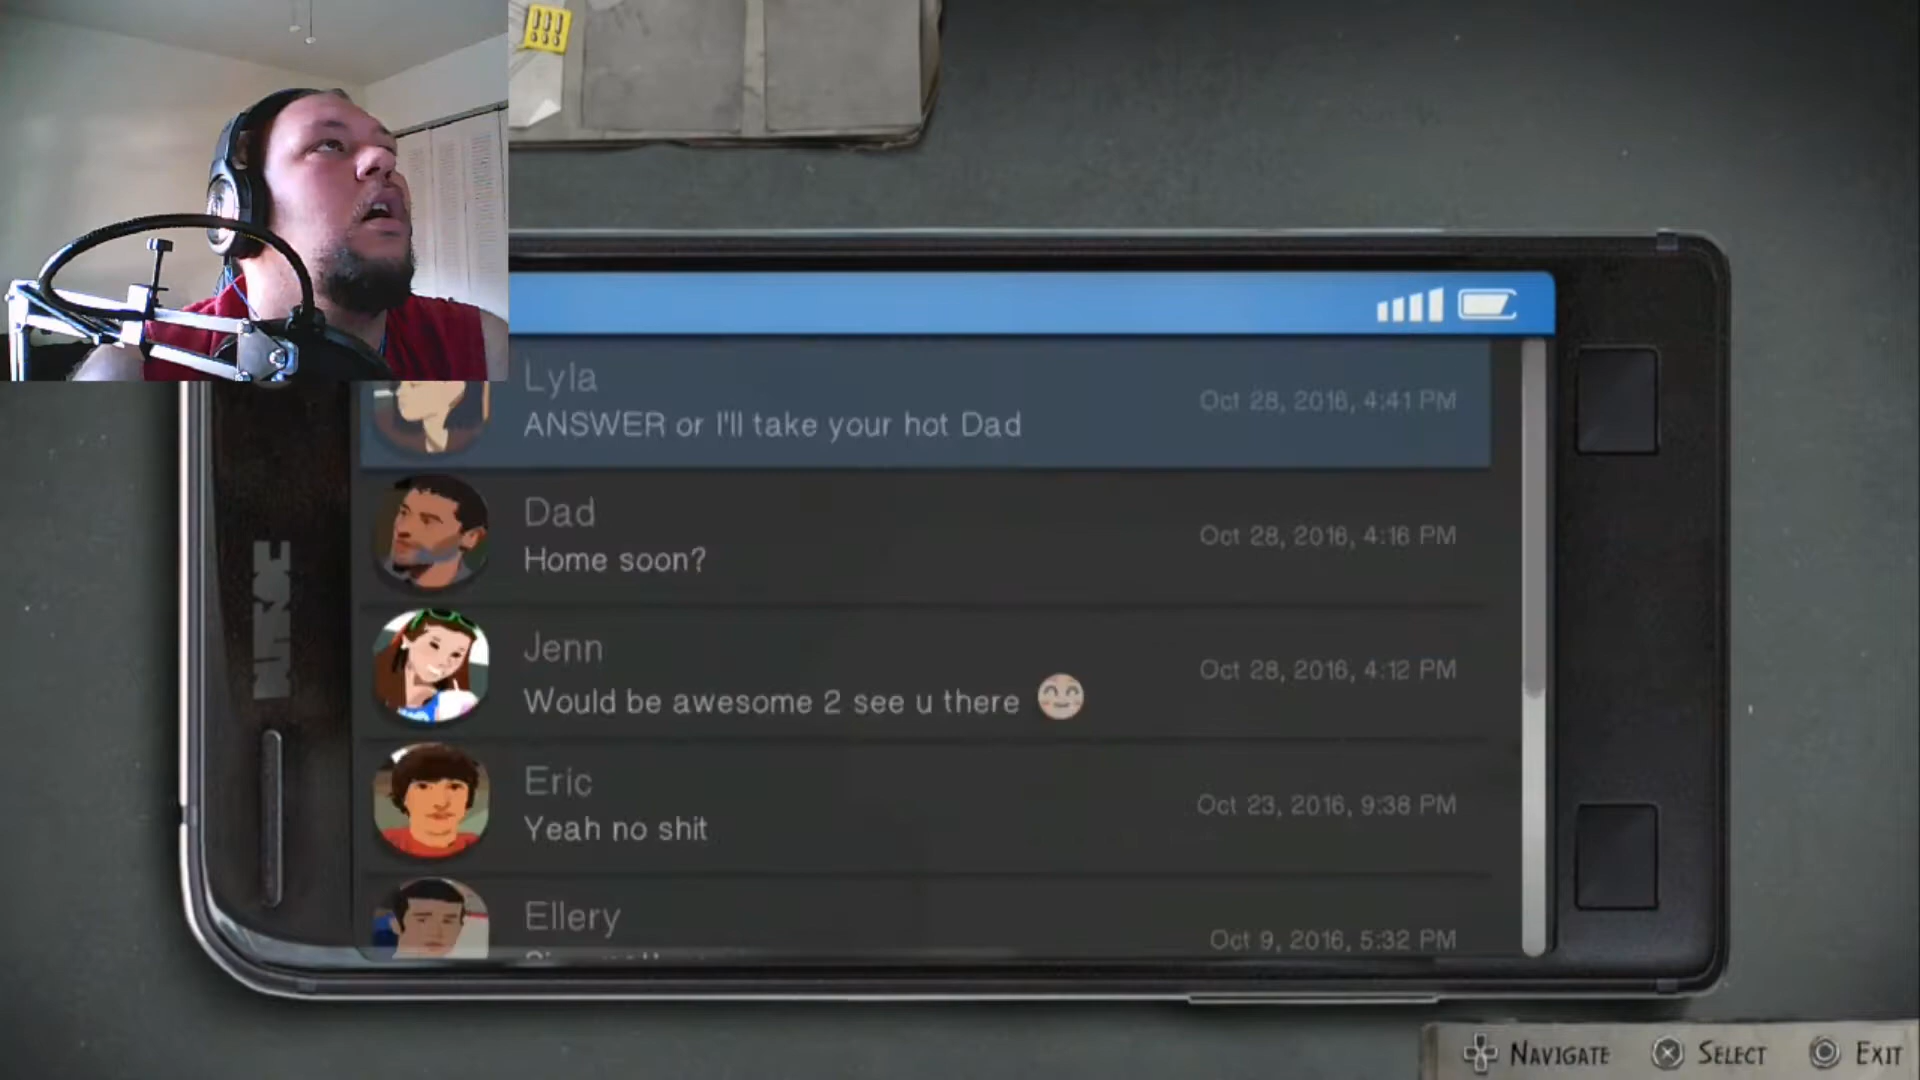 Lyla
Oct 28, 2016, 4:41 PM
ANSWER or I'll take your hot Dad
Dad
Oct 28, 2016, 4:16 PM
Home soon?
Jenn
Oct 28, 2016, 4:12 PM
Would be awesome 2 see u there
Eric
Oct 23, 2016, 9:38 PM
Yeah no shit
Ellery
Oct 9, 2016, 5:32 PM
NAVIGATE
SELECT
EXIT